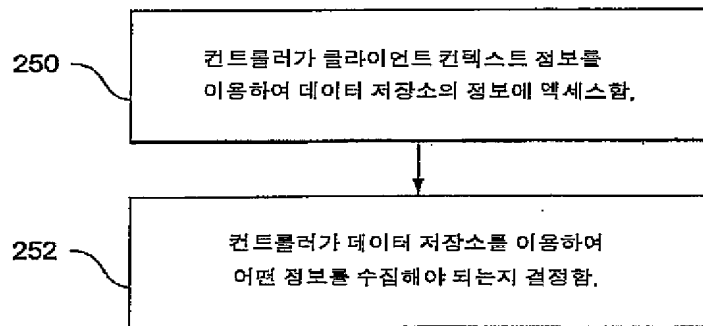 250
컨트롤러가 클라이언트 컨텍스트 정보를
이용하여 데이터 저장소의 정보에 액세스함.
252
컨트롤러가 데이터 저장소를 이용하여
어떤 정보를 수집해야 되는지 결정함.